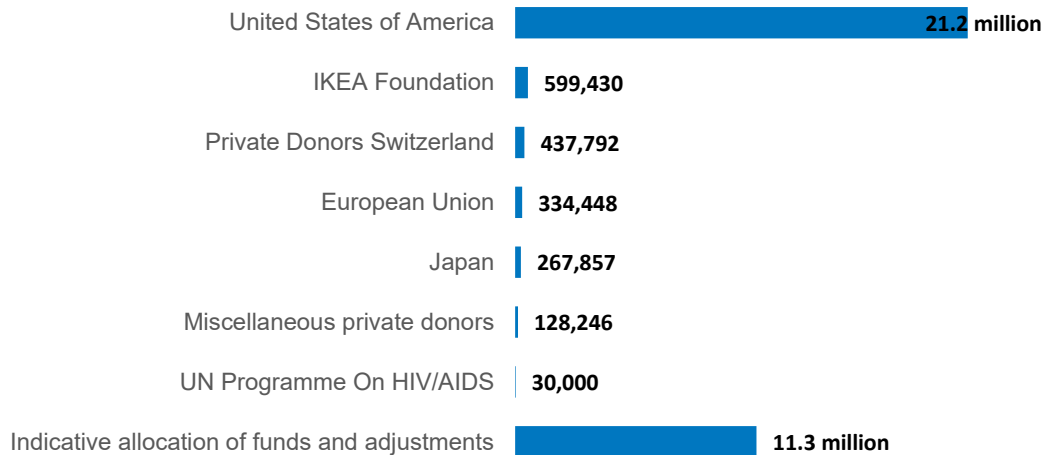 United States of America 21.2 million
IKEA Foundation 599,430
Private Donors Switzerland 437,792
European Union 334,448
Japan 267,857
Miscellaneous private donors 128,246
UN Programme On HIV/AIDS 30,000
Indicative allocation of funds and adjustments 11.3 million